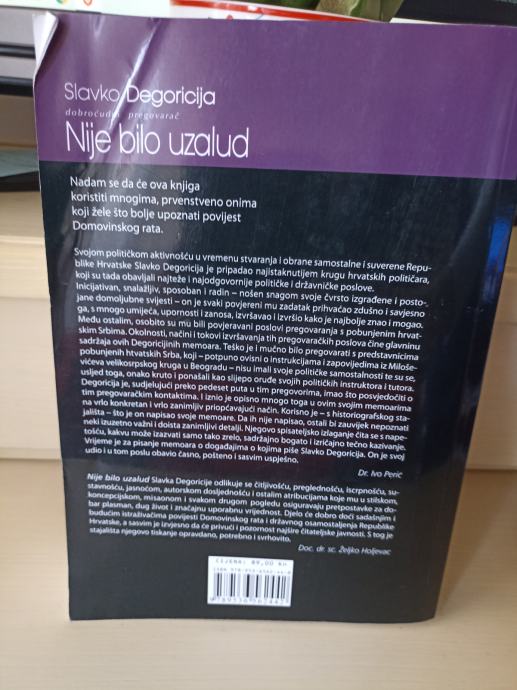 Slavko Degoricija
dobroćudni pregovarač
Nije bilo uzalud
Nadam se da će ova knjiga
koristiti mnogima, prvenstveno onima
koji žele što bolje upoznati povijest
Domovinskog rata.
Svojom političkom aktivnošću u vremenu stvaranja i obrane samostalne i suverene Repu-
blike Hrvatske Slavko Degoricija je pripadao najistaknutijem krugu hrvatskih političara,
koji su tada obavljali najteže i najodgovornije političke i državničke poslove.
Inicijativan, snalažljiv, sposoban i radin – nošen snagom svoje čvrsto izgrađene i posto-
jane domoljubne svijesti – on je svaki povjereni mu zadatak prihvaćao zdušno i savjesno
ga, s mnogo umijeća, upornosti i zanosa, izvršavao i izvršio kako je najbolje znao i mogao.
Među ostalim, osobito su mu bili povjeravani poslovi pregovaranja s pobunjenim hrvat-
skim Srbima. Okolnosti, načini i tokovi izvršavanja tih pregovaračkih poslova čine glavninu
sadržaja ovih Degoricijinih memoara. Teško je i mučno bilo pregovarati s predstavnicima
pobunjenih htvatskih Srba, koji – potpuno ovisni o instrukcijama i zapovijedima iz Miloše-
vićeva velikosrpskog kruga u Beogradu – nisu imali svoje političke samostalnosti te su se,
usljed toga, onako kruto i ponašali kao slijepo oruđe svojih političkih instruktora i tutora.
Degoricija je, sudjelujući preko pedeset puta u tim pregovorima, imao što posvjedočiti o
tim pregovaračkim kontaktima. I iznio je opisno mnogo toga u ovim svojim memoarima
na vrlo konkretan i vrlo zanimljiv priopćavajući način. Korisno je – s historiografskog sta-
jališta – što je on napisao svoje memoare. Da ih nije napisao, ostali bi zauvijek nepoznati
neki izuzetno važni i doista zanimljivi detalji. Njegovo spisateljsko izlaganje čita se s nape-
tošću, kakvu može izazvati samo tako zrelo, sadržajno bogato i izričajno tečno kazivanje.
Vrijeme je za pisanje memoara o događajima o kojima piše Slavko Degoricija. On je svoj
udio i u tom poslu obavio časno, pošteno i sasvim uspješno.
Dr. Ivo Perić
Nije bilo uzalud Slavka Degoricije odlikuje se čitljivošću, preglednošću, iscrpnošću, su-
stavnošću, jasnoćom, autorskom dosljednošću i ostalim atribucijama koje mu u stilskom,
koncepcijskom, misaonom i svakom drugom pogledu osiguravaju pretpostavke za do-
bar plasman, dug život i značajnu uporabnu vrijednost. Djelo će dobro doći sadašnjim i
budućim istraživačima povijesti Domovinskog rata i državnog osamostaljenja Republike
Hrvatske, a sasvim je izvjesno da će privući i pozornost najšire čitateljske javnosti. S tog je
stajališta njegovo tiskanje opravdano, potrebno i svrhovito.
Doc. dr. sc. Željko Holjevac
CIJENA: 89,00 KN